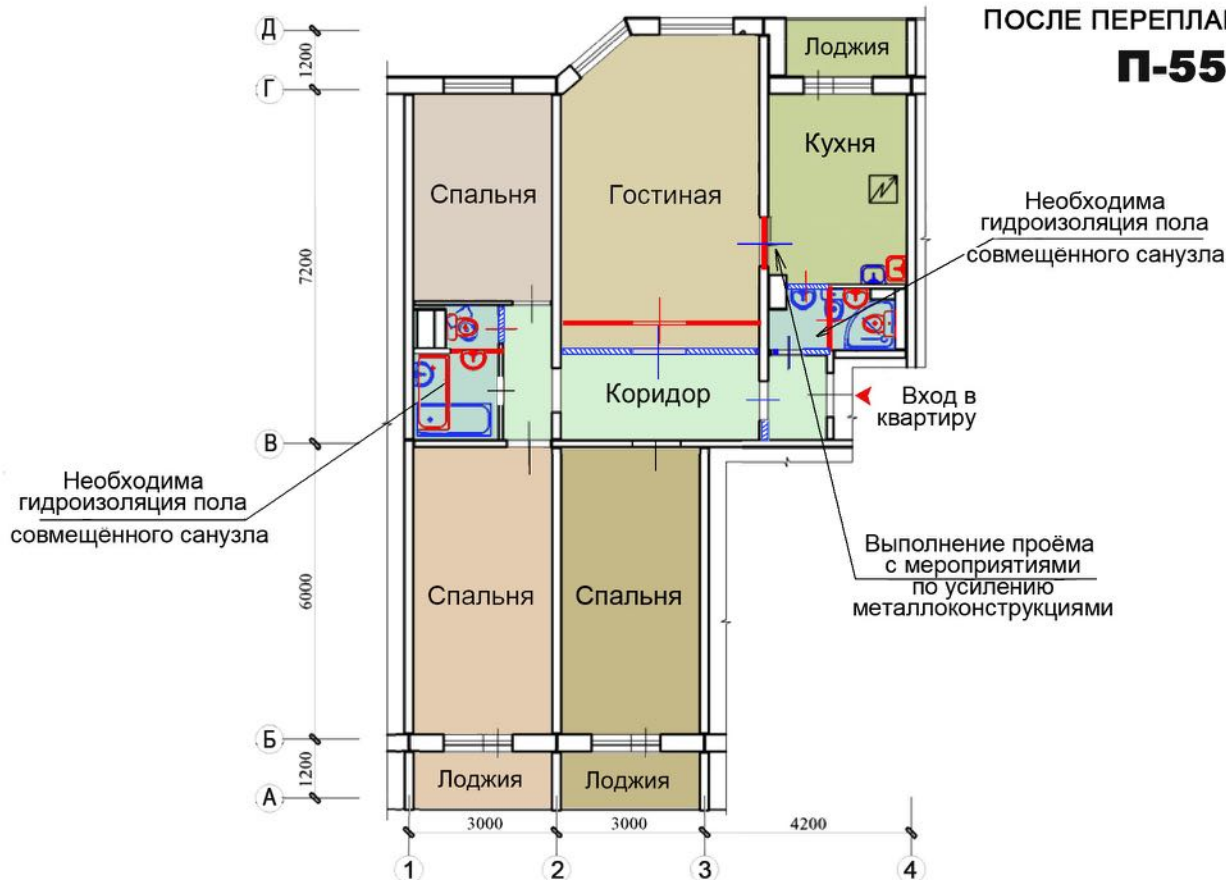 ПОСЛЕ ПЕРЕПЛА
П-55
Д
1200
Г
7200
В
6000
Б
1200
А
Лоджия
Кухня
Спальня
Гостиная
Необходима
гидроизоляция пола
совмещённого санузла
Коридор
Вход в
квартиру
Необходима
гидроизоляция пола
совмещённого санузла
Выполнение проёма
с мероприятиями
по усилению
металлоконструкциями
Спальня
Спальня
Лоджия
Лоджия
3000
3000
4200
1
2
3
4